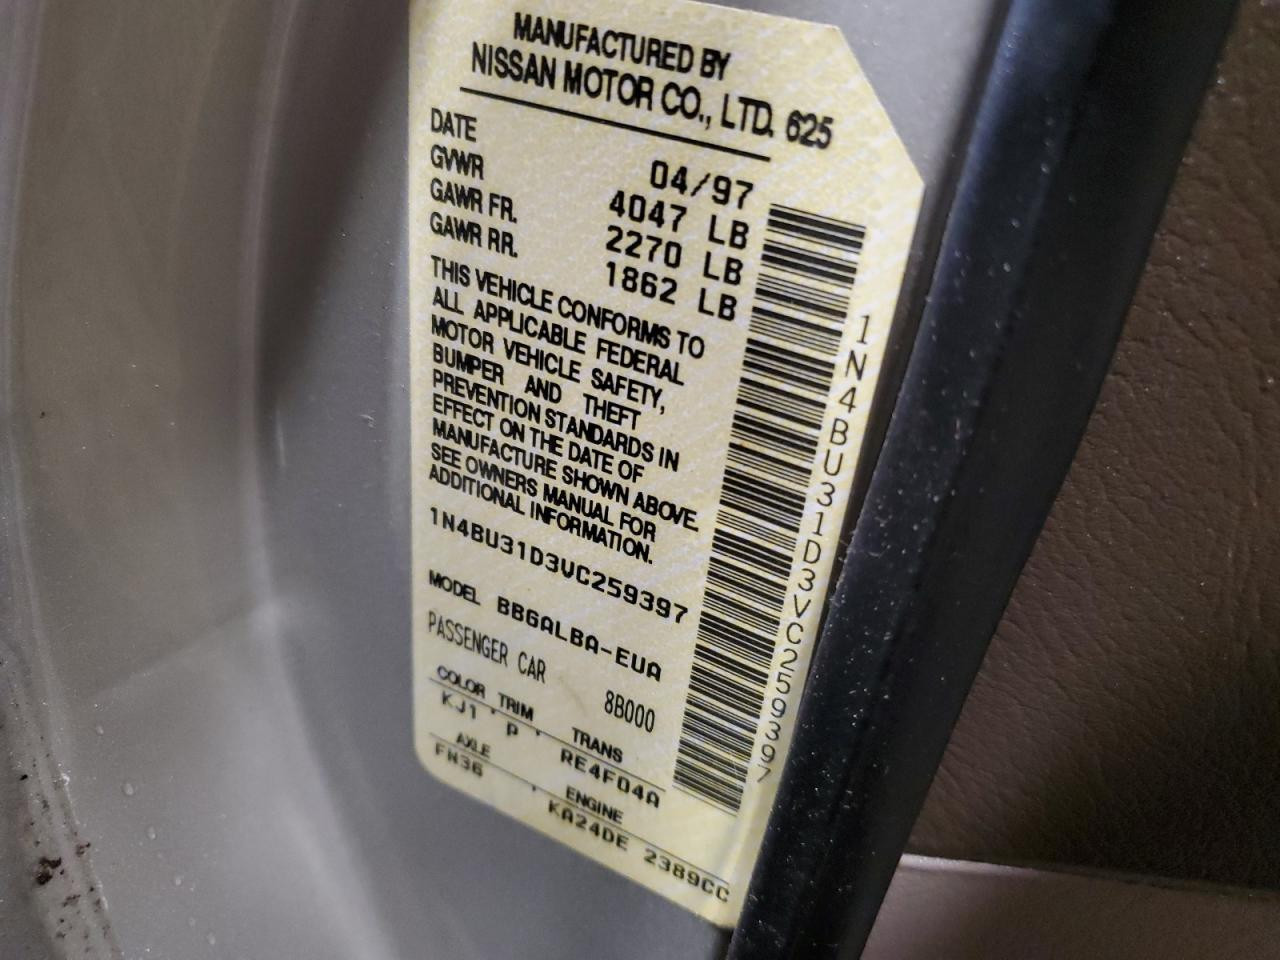 MANUFACTURED BY
NISSAN MOTOR CO., LTD. 625
DATE 04/97
GVWR 4047 LB
GAWR FR. 2270 LB
GAWR RR. 1862 LB
THIS VEHICLE CONFORMS TO
ALL APPLICABLE FEDERAL
MOTOR VEHICLE SAFETY,
BUMPER AND THEFT
PREVENTION STANDARDS IN
EFFECT ON THE DATE OF
MANUFACTURE SHOWN ABOVE.
SEE OWNERS MANUAL FOR
ADDITIONAL INFORMATION.
1N4BU31D3VC259397
MODEL BBGALBA-EUA
PASSENGER CAR 8B000
COLOR TRIM TRANS
KJ1 P RE4F04A
AXLE ENGINE
FN36 KA24DE 2389CC
1N4BU31D3VC259397